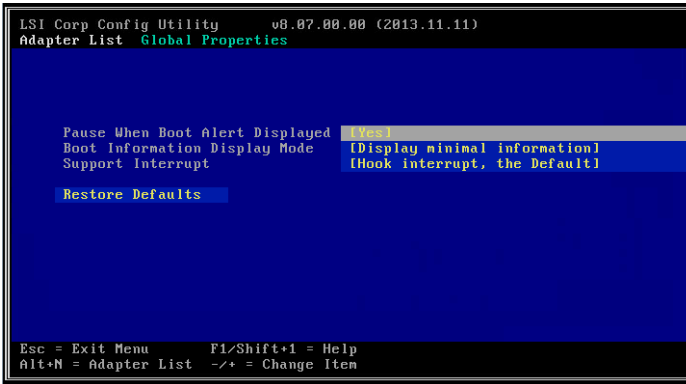 LSI Corp Config Utility v8.07.00.00 (2013.11.11)
Adapter List Global Properties
Pause When Boot Alert Displayed [Yes]
Boot Information Display Mode [Display minimal information]
Support Interrupt [Hook interrupt, the Default]
Restore Defaults
Esc = Exit Menu F1/Shift+1 = Help
Alt+N = Adapter List -/+ = Change Item